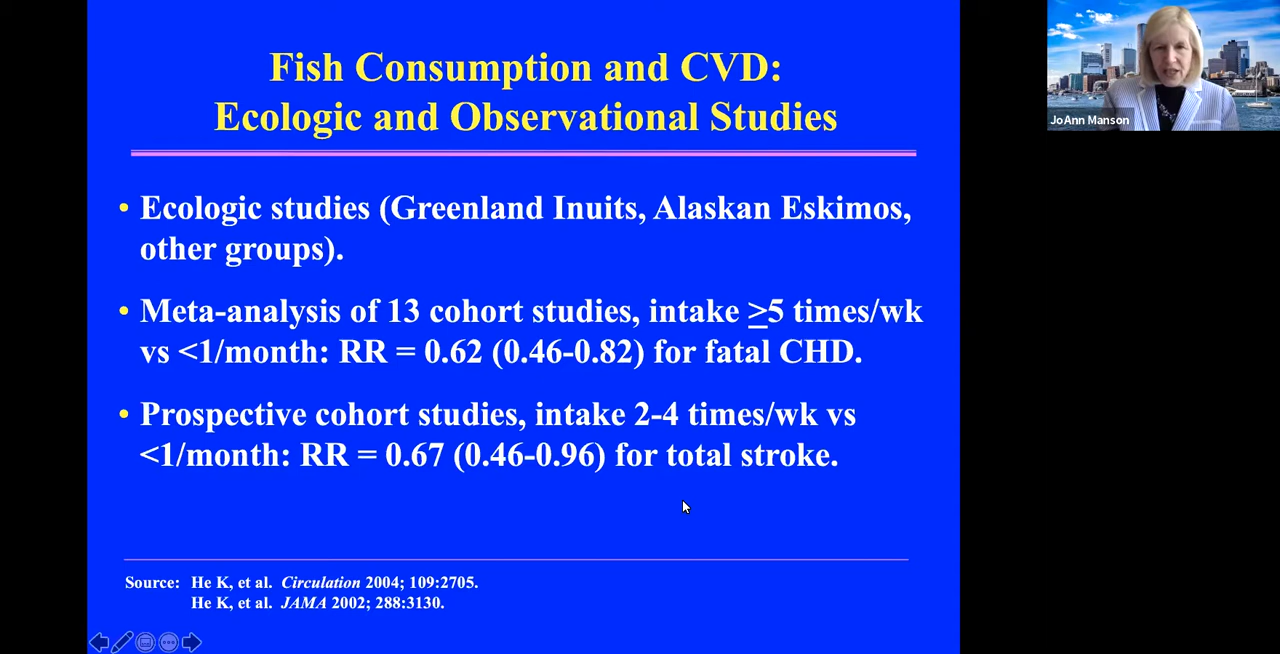 Fish Consumption and CVD:
Ecologic and Observational Studies
JoAnn Manson
• Ecologic studies (Greenland Inuits, Alaskan Eskimos,
other groups).
• Meta-analysis of 13 cohort studies, intake ≥5 times/wk
vs <1/month: RR = 0.62 (0.46-0.82) for fatal CHD.
• Prospective cohort studies, intake 2-4 times/wk vs
<1/month: RR = 0.67 (0.46-0.96) for total stroke.
Source: He K, et al. Circulation 2004; 109:2705.
He K, et al. JAMA 2002; 288:3130.